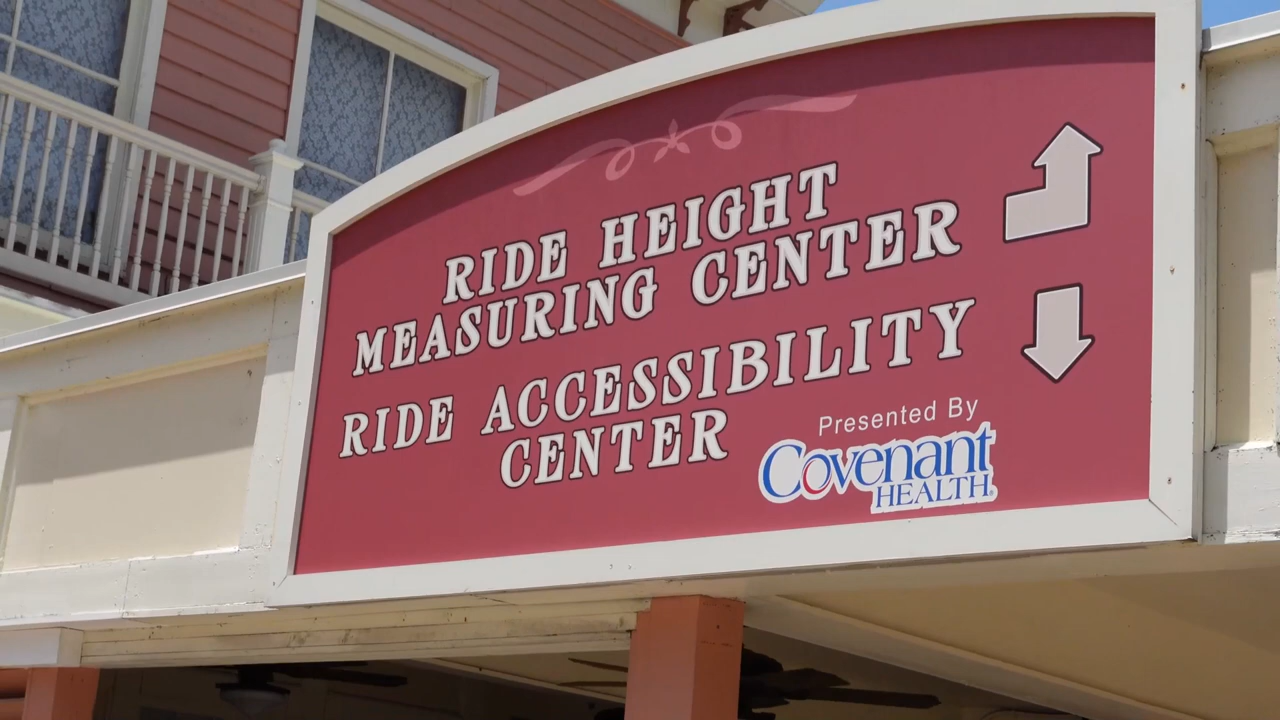 RIDE HEIGHT
MEASURING CENTER
RIDE ACCESSIBILITY
CENTER
Presented By
Covenant
HEALTH®